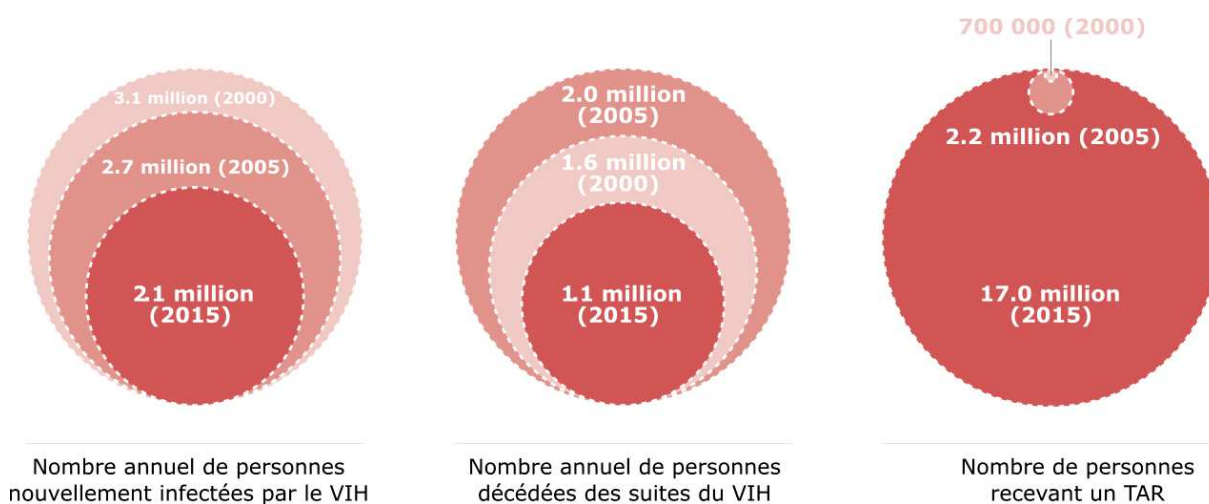 3.1 million (2000)
2.7 million (2005)
2.1 million
(2015)
Nombre annuel de personnes
nouvellement infectées par le VIH
2.0 million
(2005)
1.6 million
(2000)
1.1 million
(2015)
Nombre annuel de personnes
décédées des suites du VIH
700 000 (2000)
2.2 million (2005)
17.0 million
(2015)
Nombre de personnes
recevant un TAR